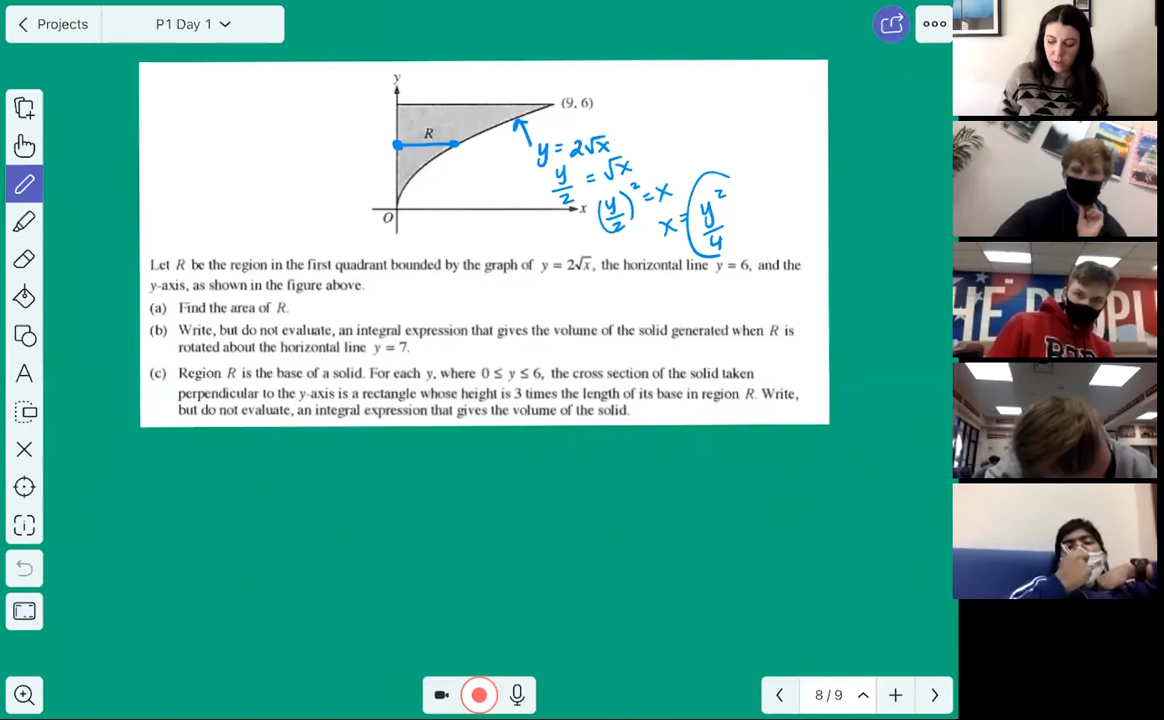 Projects
P1 Day 1
y
(9, 6)
R
y = 2√x
y/2 = √x
(y/2)² = x
x = y²/4
O
x
Let R be the region in the first quadrant bounded by the graph of y = 2√x, the horizontal line y = 6, and the
y-axis, as shown in the figure above.
(a) Find the area of R.
(b) Write, but do not evaluate, an integral expression that gives the volume of the solid generated when R is
rotated about the horizontal line y = 7.
(c) Region R is the base of a solid. For each y, where 0 ≤ y ≤ 6, the cross section of the solid taken
perpendicular to the y-axis is a rectangle whose height is 3 times the length of its base in region R. Write,
but do not evaluate, an integral expression that gives the volume of the solid.
A
8 / 9
HE PEOPL